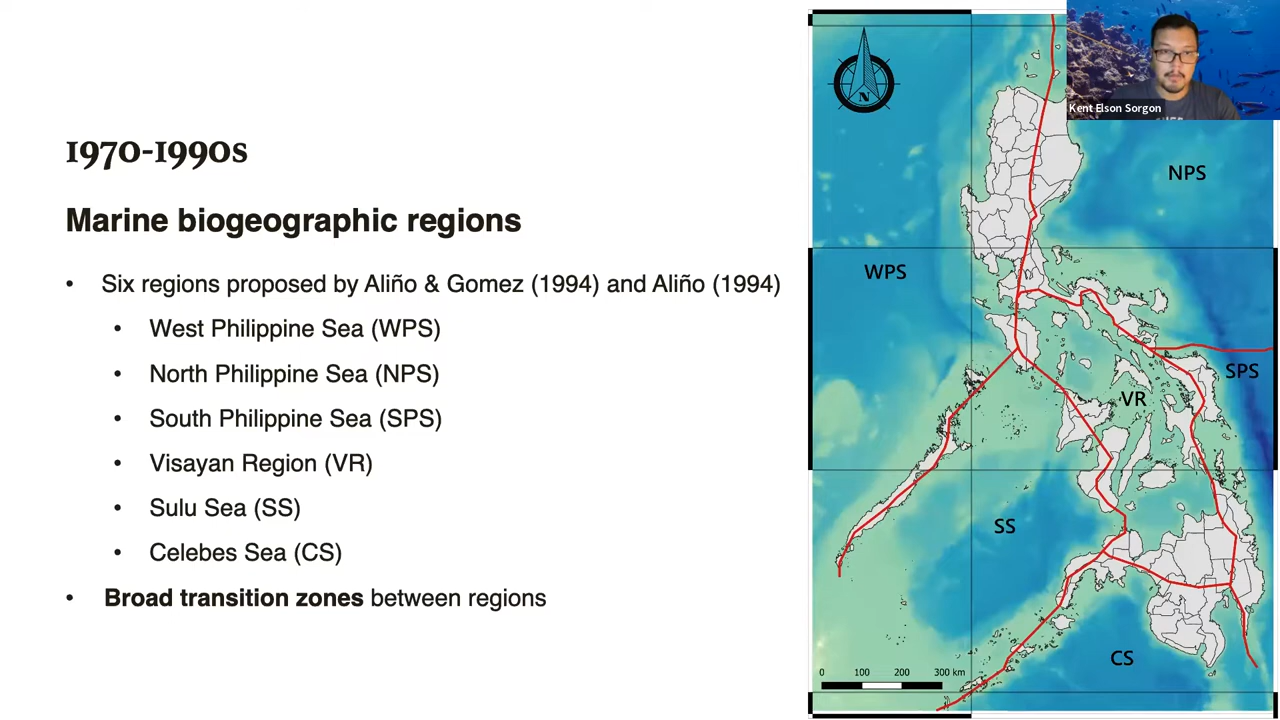 1970-1990s
Marine biogeographic regions
• Six regions proposed by Aliño & Gomez (1994) and Aliño (1994)
• West Philippine Sea (WPS)
• North Philippine Sea (NPS)
• South Philippine Sea (SPS)
• Visayan Region (VR)
• Sulu Sea (SS)
• Celebes Sea (CS)
• Broad transition zones between regions
N
Kent Elson Sorgon
NPS
WPS
SPS
VR
SS
CS
0 100 200 300 km